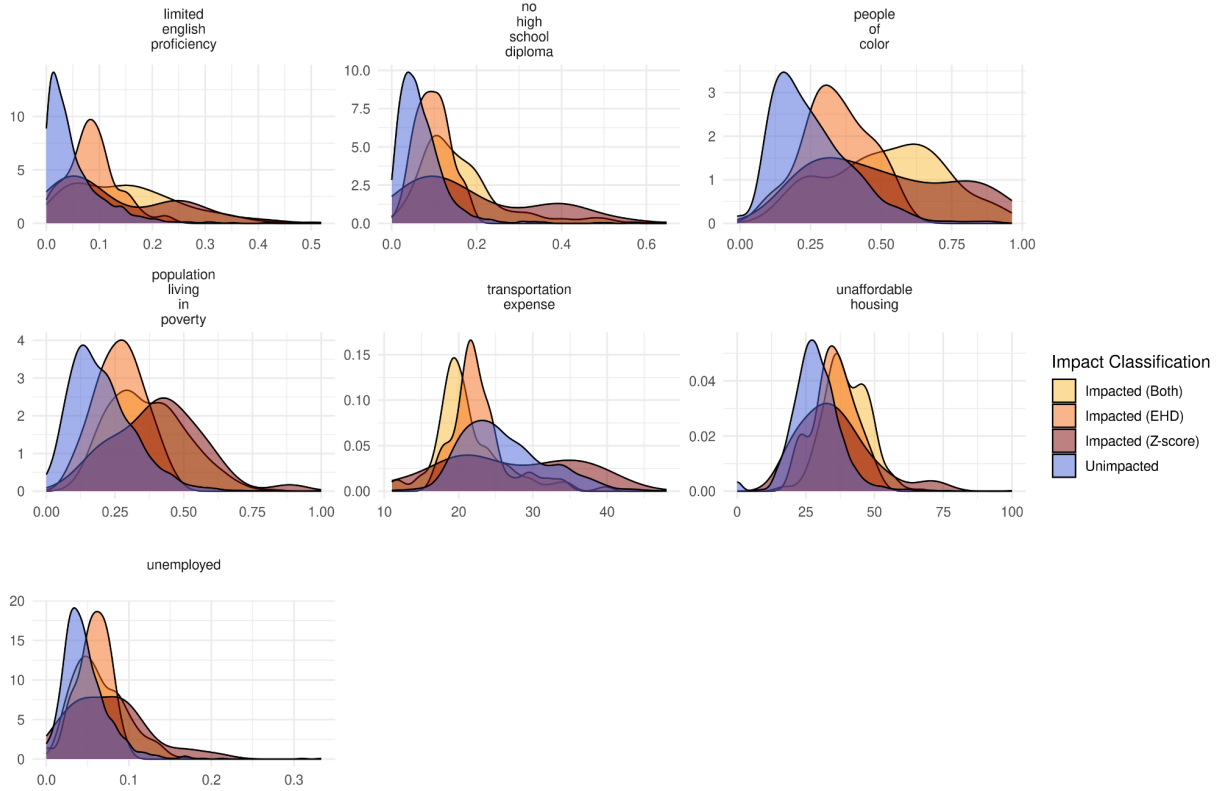 limited
english
proficiency
no
high
school
diploma
people
of
color
10
5
0
0.0 0.1 0.2 0.3 0.4 0.5
10.0
7.5
5.0
2.5
0.0
0.0 0.2 0.4 0.6
3
2
1
0
0.00 0.25 0.50 0.75 1.00
population
living
in
poverty
transportation
expense
unaffordable
housing
4
3
2
1
0
0.00 0.25 0.50 0.75 1.00
0.15
0.10
0.05
0.00
10 20 30 40
0.04
0.02
0.00
0 25 50 75 100
Impact Classification
Impacted (Both)
Impacted (EHD)
Impacted (Z-score)
Unimpacted
unemployed
20
15
10
5
0
0.0 0.1 0.2 0.3